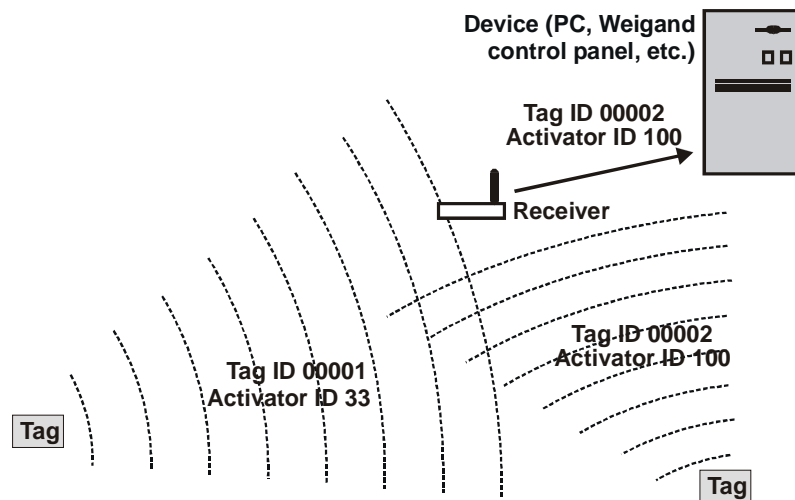 Device (PC, Weigand
control panel, etc.)
Tag ID 00002
Activator ID 100
Receiver
Tag ID 00002
Activator ID 100
Tag ID 00001
Activator ID 33
Tag
Tag